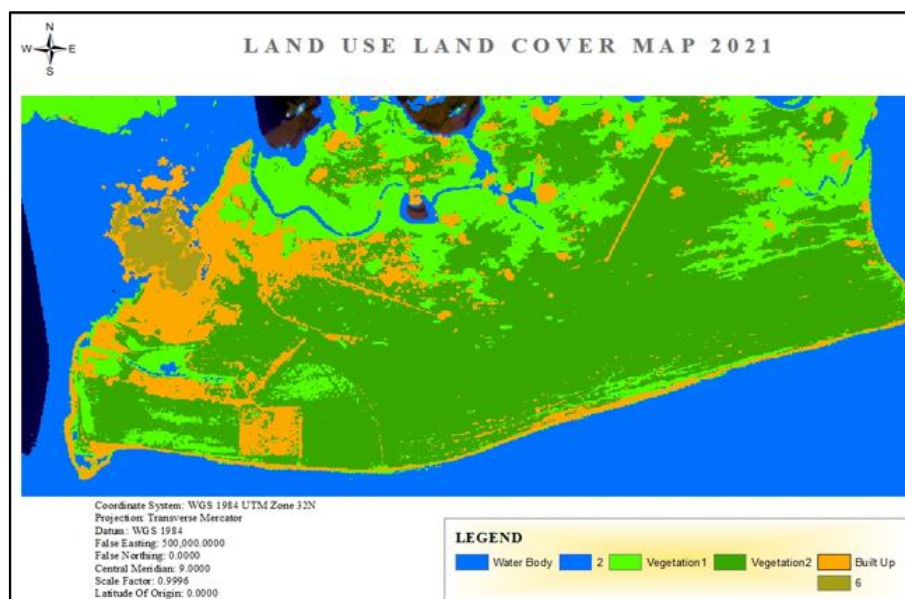 N
W E
S
LAND USE LAND COVER MAP 2021
Coordinate System: WGS 1984 UTM Zone 32N
Projection: Transverse Mercator
Datum: WGS 1984
False Easting: 500,000.0000
False Northing: 0.0000
Central Meridian: 9.0000
Scale Factor: 0.9996
Latitude Of Origin: 0.0000
LEGEND
Water Body 2 Vegetation1 Vegetation2 Built Up
6